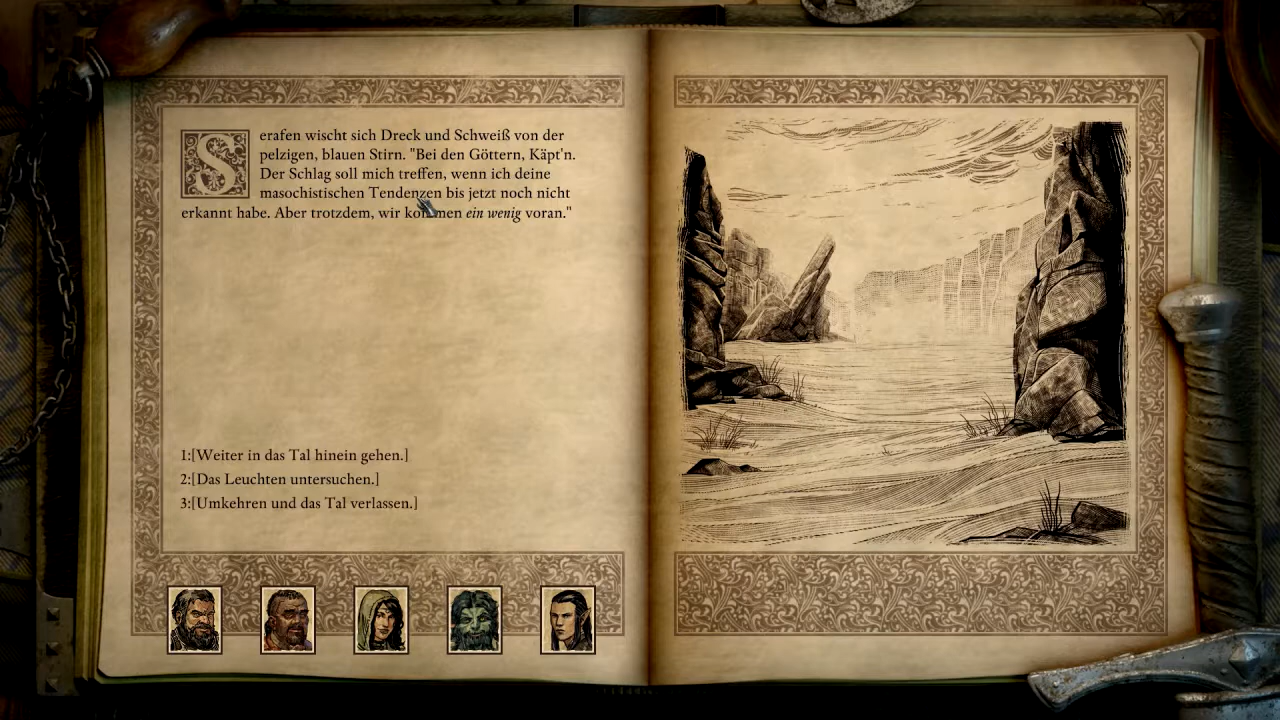 Serafen wischt sich Dreck und Schweiß von der
pelzigen, blauen Stirn. "Bei den Göttern, Käpt'n.
Der Schlag soll mich treffen, wenn ich deine
masochistischen Tendenzen bis jetzt noch nicht
erkannt habe. Aber trotzdem, wir kommen ein wenig voran."
1:[Weiter in das Tal hinein gehen.]
2:[Das Leuchten untersuchen.]
3:[Umkehren und das Tal verlassen.]